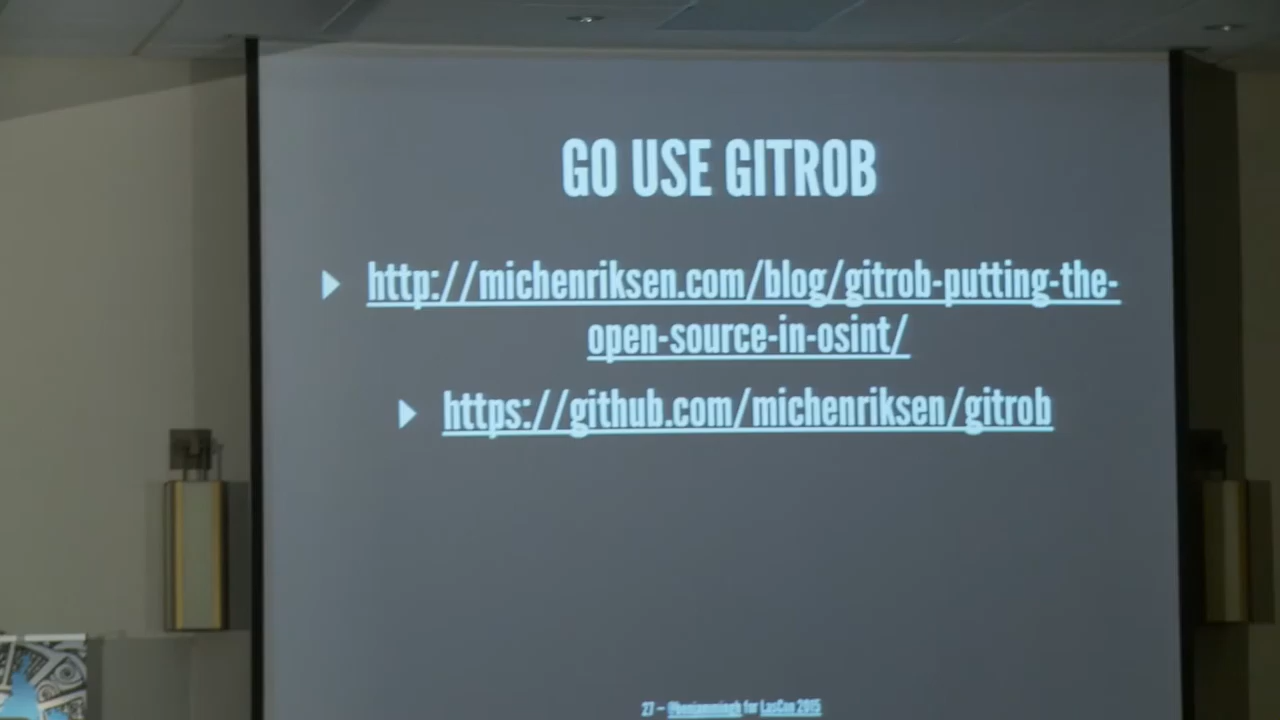 GO USE GITROB
http://michenriksen.com/blog/gitrob-putting-the-
open-source-in-osint/
https://github.com/michenriksen/gitrob
27 – @benjammingh for LasCon 2015